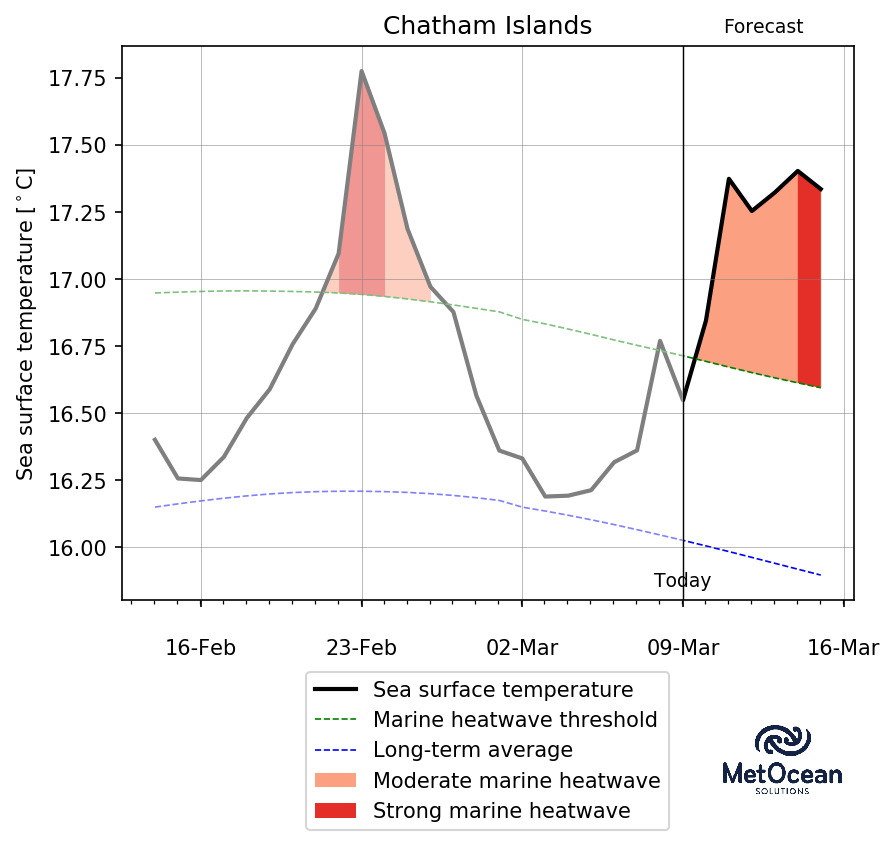 Chatham Islands
Forecast
Sea surface temperature [°C]
17.75
17.50
17.25
17.00
16.75
16.50
16.25
16.00
Today
16-Feb
23-Feb
02-Mar
09-Mar
16-Mar
Sea surface temperature
Marine heatwave threshold
Long-term average
Moderate marine heatwave
Strong marine heatwave
MetOcean
SOLUTIONS